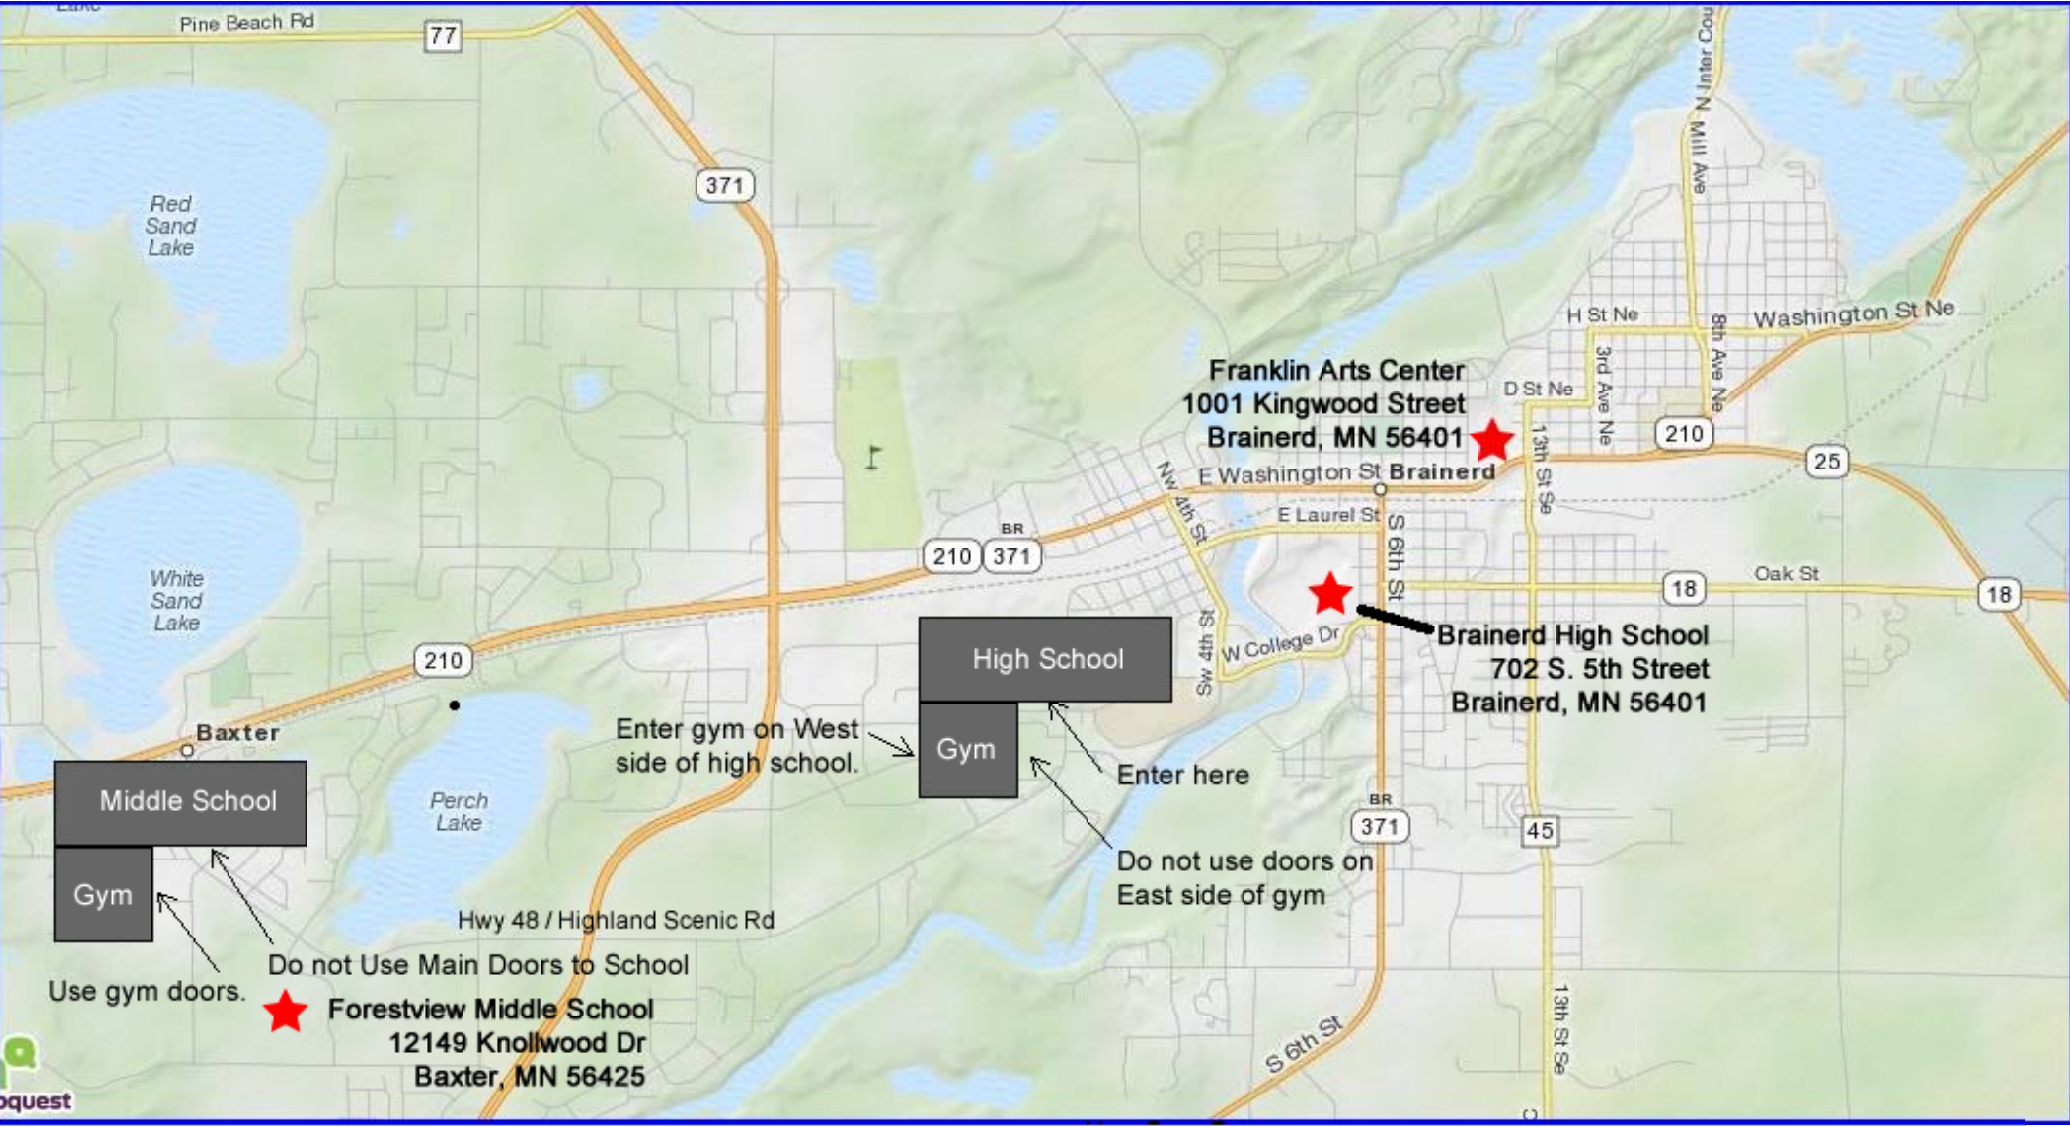 Lake
Pine Beach Rd
77
N Inter Cou
N Mill Ave
371
Red
Sand
Lake
H St Ne
Washington St Ne
8th Ave Ne
3rd Ave Ne
Franklin Arts Center
1001 Kingwood Street
Brainerd, MN 56401
D St Ne
210
25
13th St Se
E Washington St
Brainerd
Nw 4th St
E Laurel St
S 6th St
BR
210
371
White
Sand
Lake
Oak St
18
18
210
High School
Sw 4th St
W College Dr
Brainerd High School
702 S. 5th Street
Brainerd, MN 56401
Baxter
Enter gym on West
side of high school.
Gym
Enter here
Middle School
Perch
Lake
BR
371
45
Do not use doors on
East side of gym
Gym
Hwy 48 / Highland Scenic Rd
Do not Use Main Doors to School
Use gym doors.
Forestview Middle School
12149 Knollwood Dr
Baxter, MN 56425
S 6th St
13th St Se
pquest